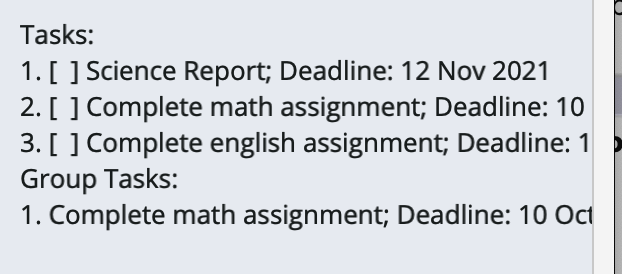 Tasks:
1. [ ] Science Report; Deadline: 12 Nov 2021
2. [ ] Complete math assignment; Deadline: 10
3. [ ] Complete english assignment; Deadline: 1
Group Tasks:
1. Complete math assignment; Deadline: 10 Oct